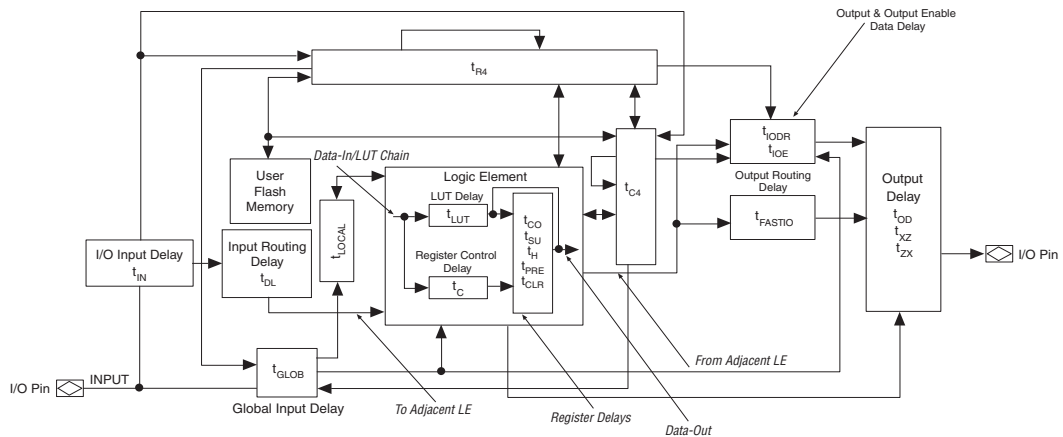 Output & Output Enable
Data Delay
tR4
tIODR
tIOE
Data-In/LUT Chain
User
Flash
Memory
Logic Element
LUT Delay
tLUT
tCO
tSU
tH
tPRE
tCLR
Register Control
Delay
tC
tLOCAL
tC4
Output Routing
Delay
tFASTIO
Output
Delay
tOD
tXZ
tZX
I/O Pin
I/O Input Delay
tIN
Input Routing
Delay
tDL
From Adjacent LE
I/O Pin
INPUT
tGLOB
Global Input Delay
To Adjacent LE
Register Delays
Data-Out